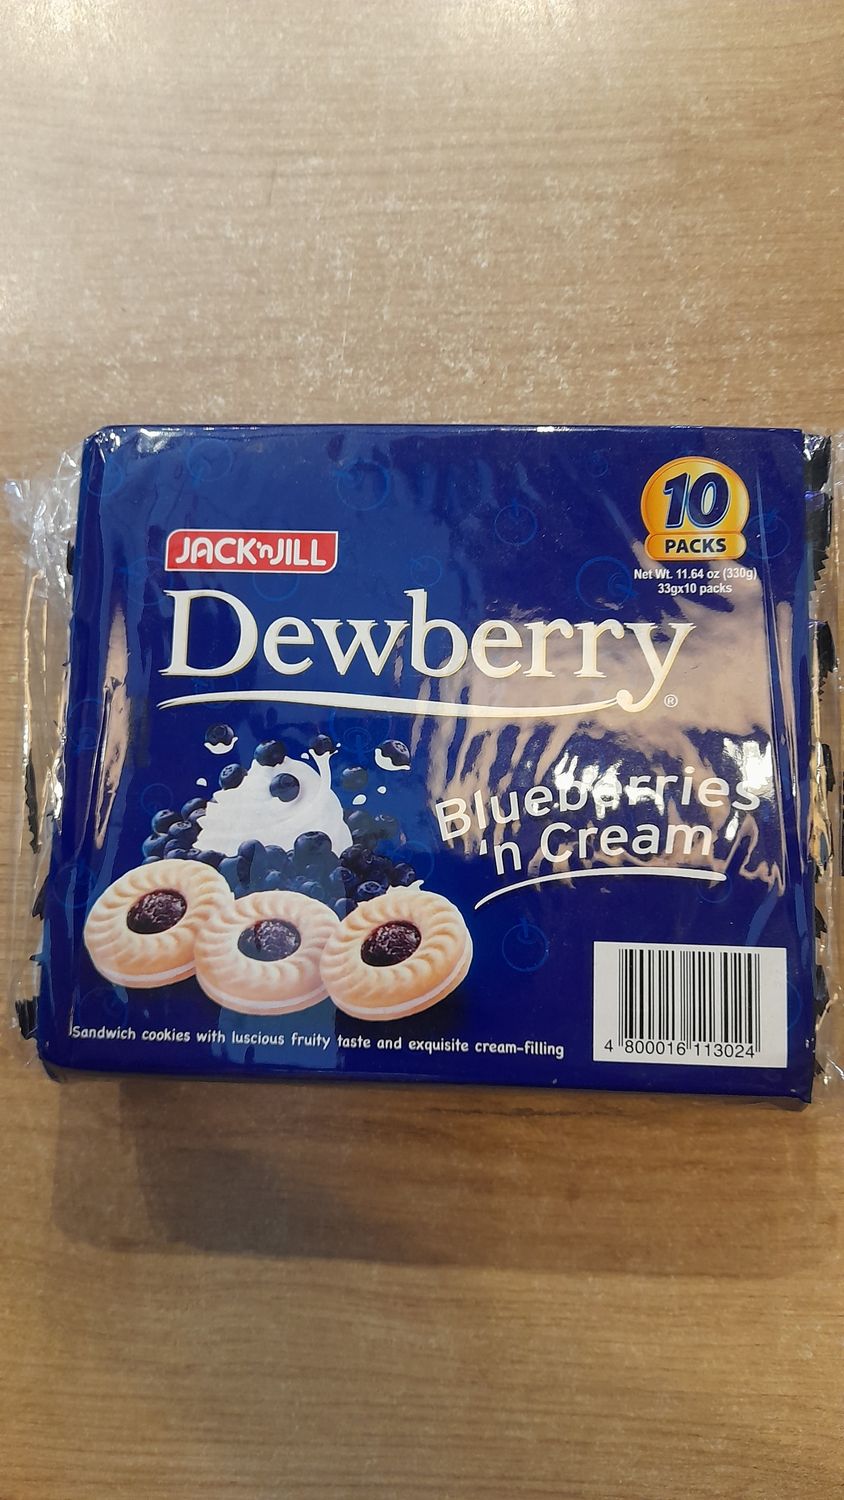 10
PACKS
Net Wt. 11.64 oz (330g)
33gx10 packs
JACK 'n JILL
Dewberry®
Blueberries
'n Cream
Sandwich cookies with luscious fruity taste and exquisite cream-filling
4 800016 113024